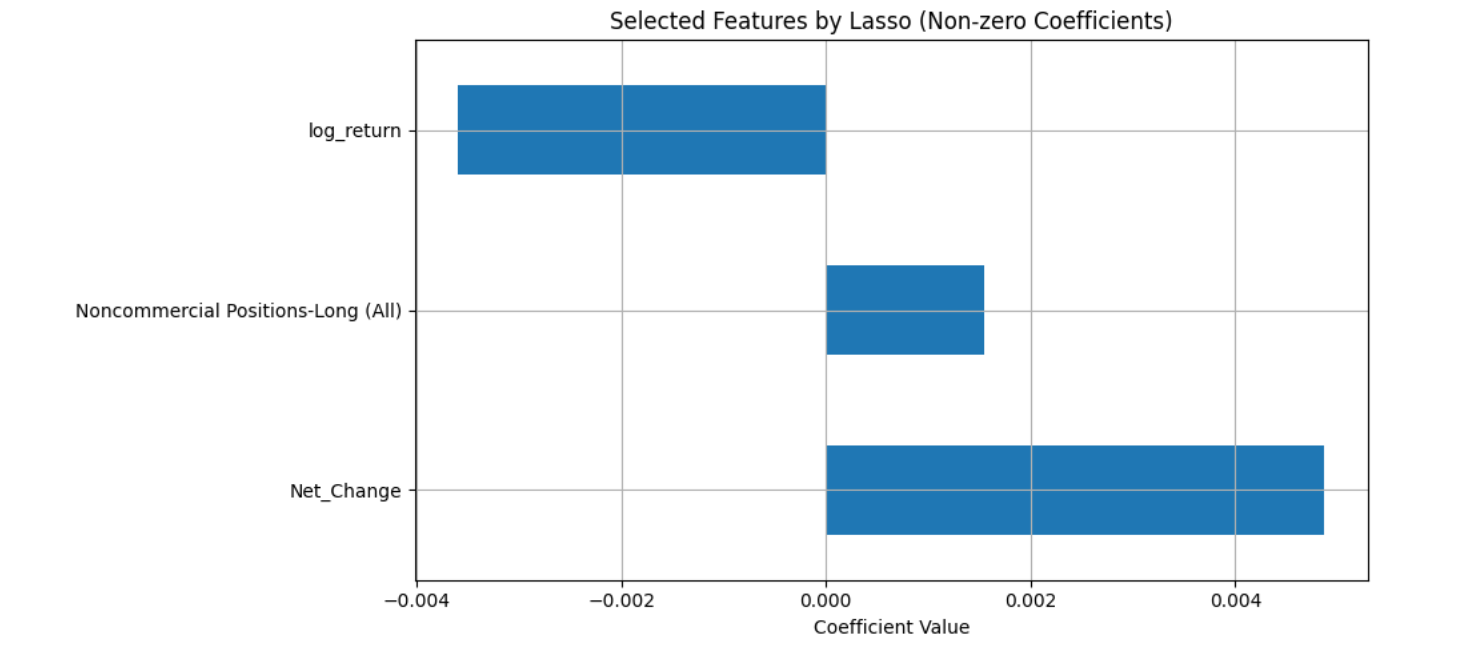 Selected Features by Lasso (Non-zero Coefficients)
log_return
Noncommercial Positions-Long (All)
Net_Change
−0.004 −0.002 0.000 0.002 0.004
Coefficient Value